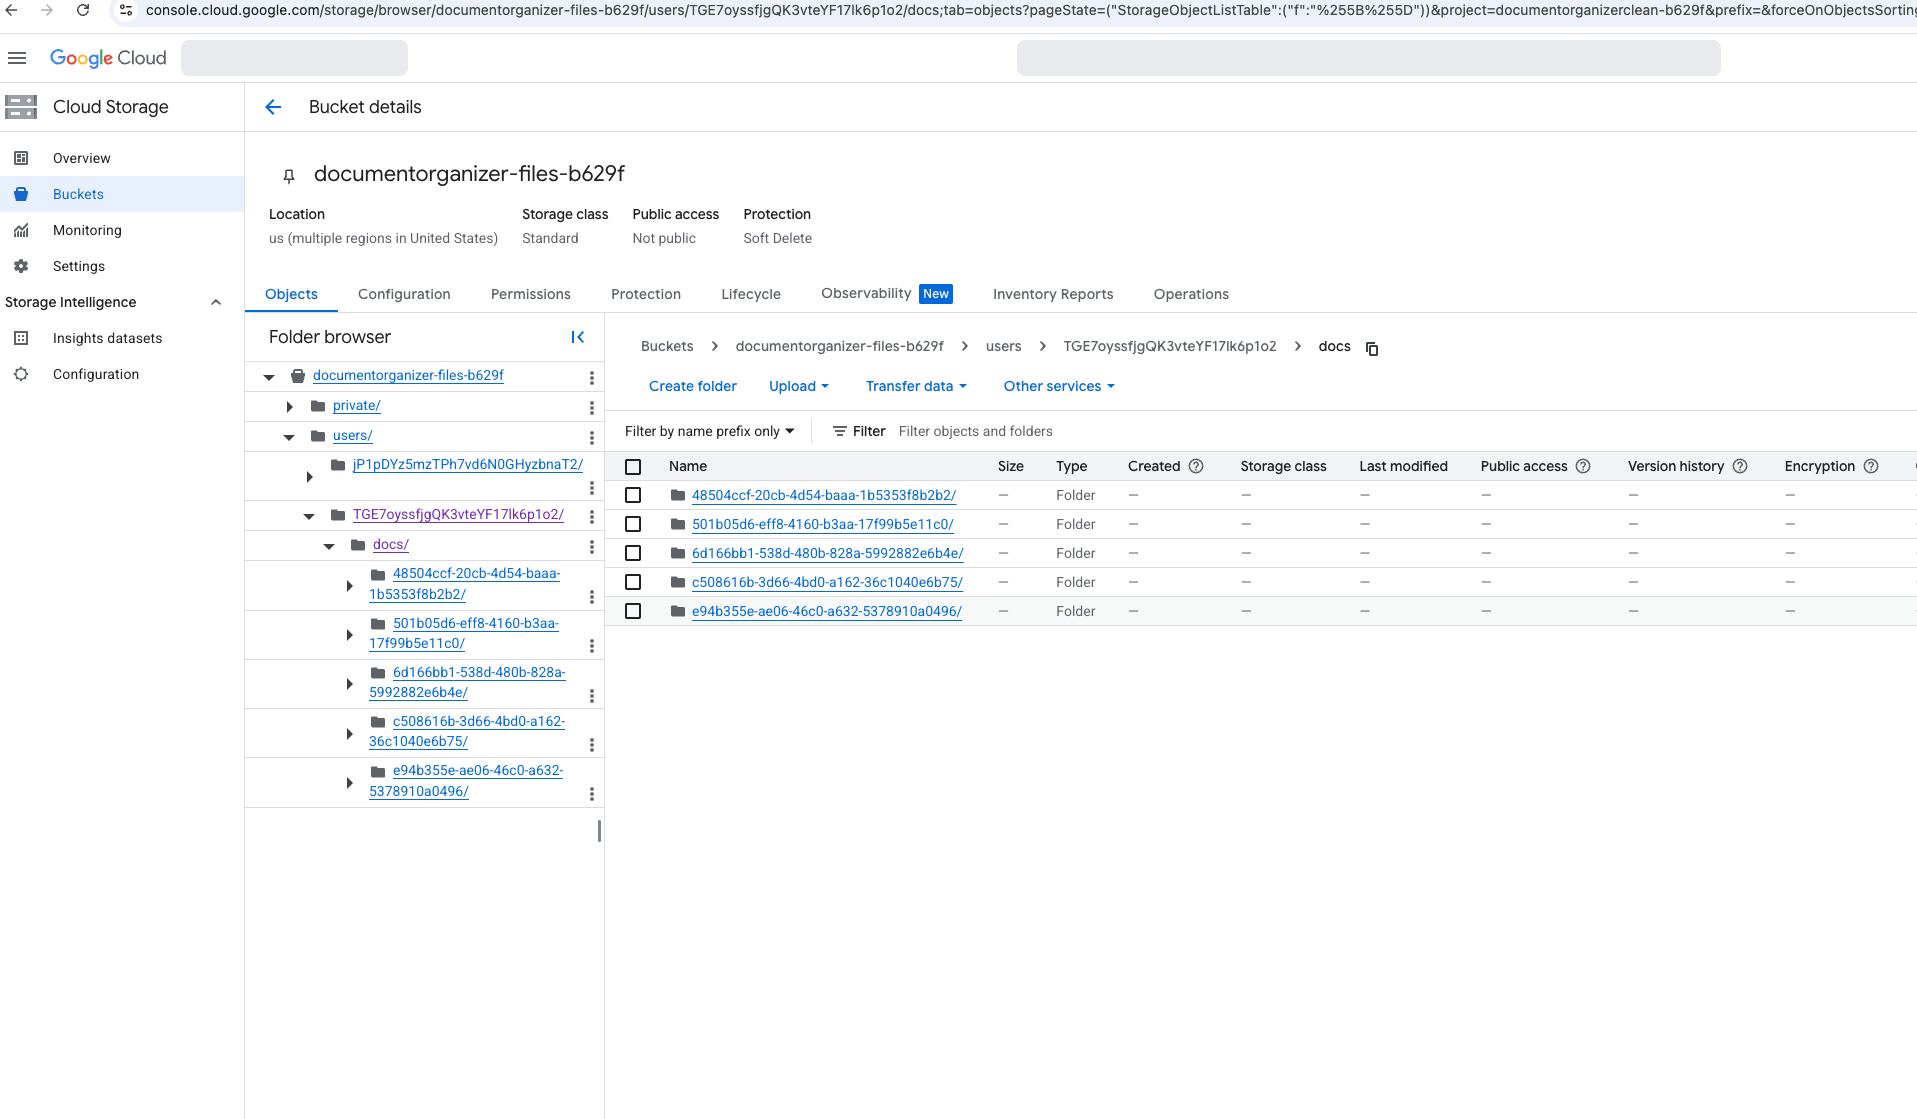 console.cloud.google.com/storage/browser/documentorganizer-files-b629f/users/TGE7oyssfjgQK3vteYF17lk6p1o2/docs;tab=objects?pageState=("StorageObjectListTable":("f":"%255B%255D"))&project=documentorganizerclean-b629f&prefix=&forceOnObjectsSorting
Google Cloud
Cloud Storage
Bucket details
Overview
Buckets
Monitoring
Settings
Storage Intelligence
Insights datasets
Configuration
documentorganizer-files-b629f
Location Storage class Public access Protection
us (multiple regions in United States) Standard Not public Soft Delete
Objects Configuration Permissions Protection Lifecycle Observability New Inventory Reports Operations
Folder browser
documentorganizer-files-b629f
private/
users/
jP1pDYz5mzTPh7vd6N0GHyzbnaT2/
TGE7oyssfjgQK3vteYF17lk6p1o2/
docs/
48504ccf-20cb-4d54-baaa-
1b5353f8b2b2/
501b05d6-eff8-4160-b3aa-
17f99b5e11c0/
6d166bb1-538d-480b-828a-
5992882e6b4e/
c508616b-3d66-4bd0-a162-
36c1040e6b75/
e94b355e-ae06-46c0-a632-
5378910a0496/
Buckets > documentorganizer-files-b629f > users > TGE7oyssfjgQK3vteYF17lk6p1o2 > docs
Create folder Upload Transfer data Other services
Filter by name prefix only Filter Filter objects and folders
Name Size Type Created Storage class Last modified Public access Version history Encryption
48504ccf-20cb-4d54-baaa-1b5353f8b2b2/ — Folder — — — — — —
501b05d6-eff8-4160-b3aa-17f99b5e11c0/ — Folder — — — — — —
6d166bb1-538d-480b-828a-5992882e6b4e/ — Folder — — — — — —
c508616b-3d66-4bd0-a162-36c1040e6b75/ — Folder — — — — — —
e94b355e-ae06-46c0-a632-5378910a0496/ — Folder — — — — — —